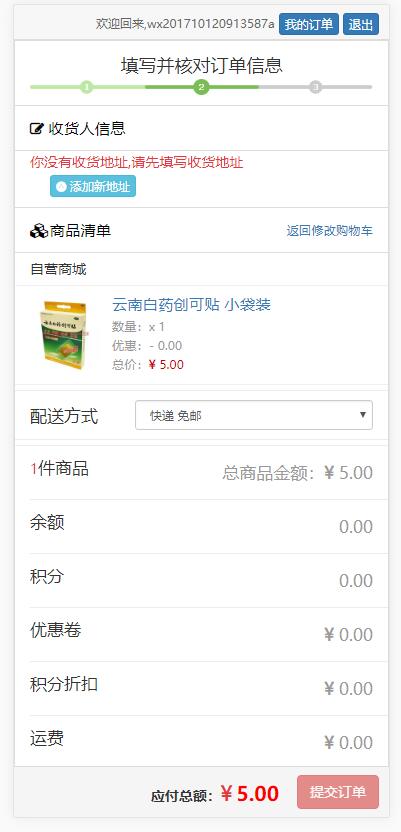 欢迎回来,wx201710120913587a 我的订单 退出
填写并核对订单信息
1 2 3
收货人信息
你没有收货地址,请先填写收货地址
添加新地址
商品清单 返回修改购物车
自营商城
云南白药创可贴
云南白药创可贴 小袋装
数量：x 1
优惠：- 0.00
总价：¥ 5.00
配送方式 快递 免邮
1件商品 总商品金额：¥ 5.00
余额 0.00
积分 0.00
优惠卷 ¥ 0.00
积分折扣 ¥ 0.00
运费 ¥ 0.00
应付总额：¥ 5.00 提交订单